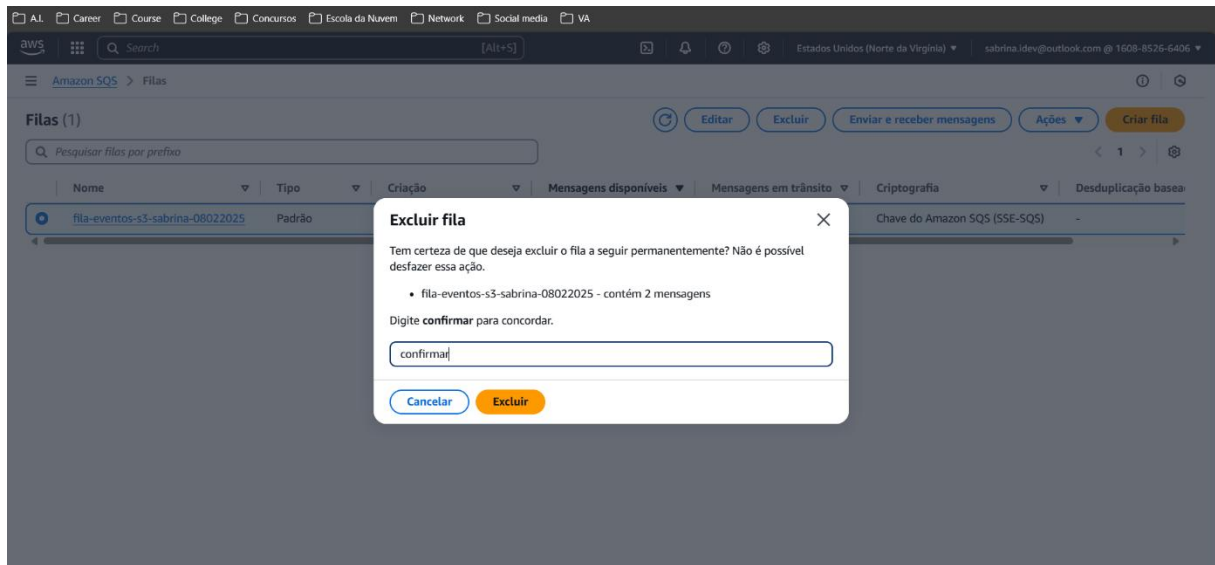 A.I. Career Course College Concursos Escola da Nuvem Network Social media VA
aws Search [Alt+S] Estados Unidos (Norte da Virgínia) sabrina.idev@outlook.com @ 1608-8526-6406
Amazon SQS > Filas
Filas (1) Editar Excluir Enviar e receber mensagens Ações Criar fila
Pesquisar filas por prefixo 1
Nome Tipo Criação Mensagens disponíveis Mensagens em trânsito Criptografia Desduplicação basea
fila-eventos-s3-sabrina-08022025 Padrão Chave do Amazon SQS (SSE-SQS) -
Excluir fila
Tem certeza de que deseja excluir o fila a seguir permanentemente? Não é possível
desfazer essa ação.
• fila-eventos-s3-sabrina-08022025 - contém 2 mensagens
Digite confirmar para concordar.
confirmar
Cancelar Excluir